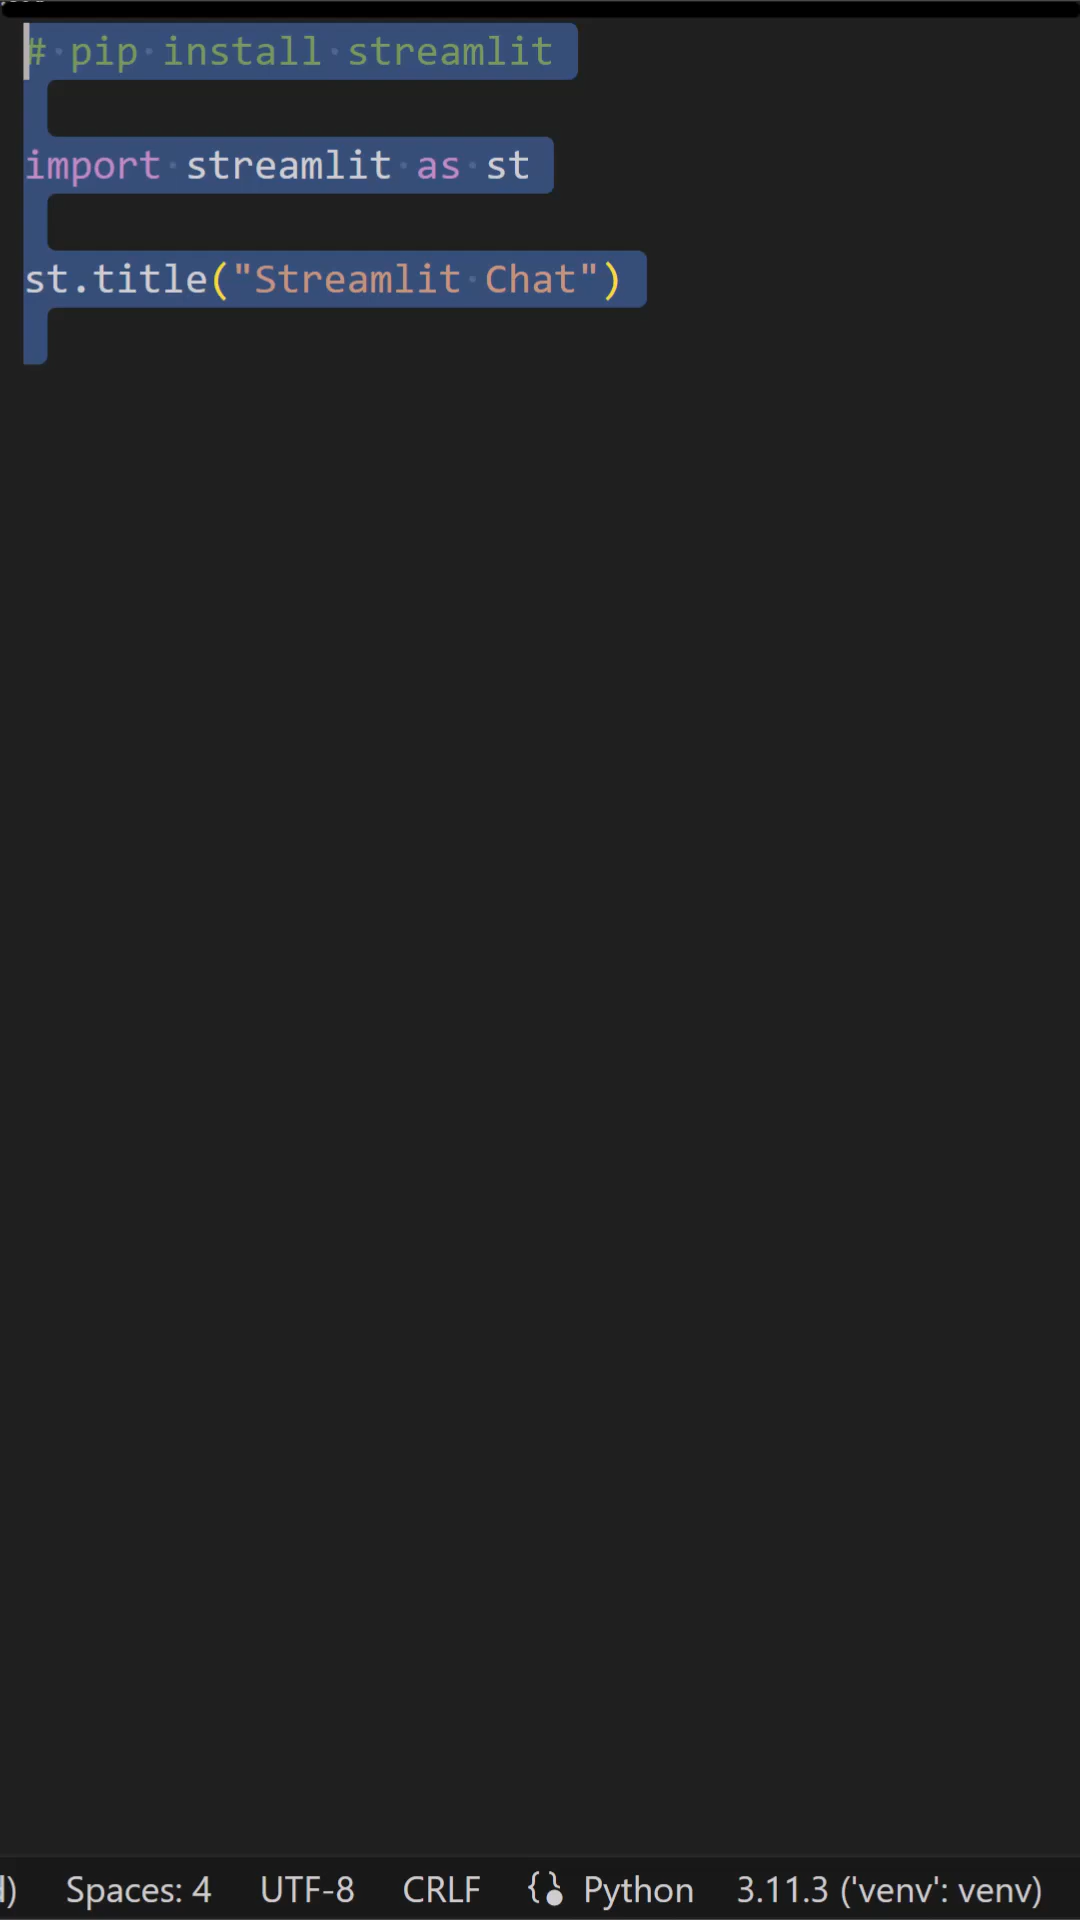 # pip install streamlit
import streamlit as st
st.title("Streamlit Chat")
Spaces: 4 UTF-8 CRLF Python 3.11.3 ('venv': venv)